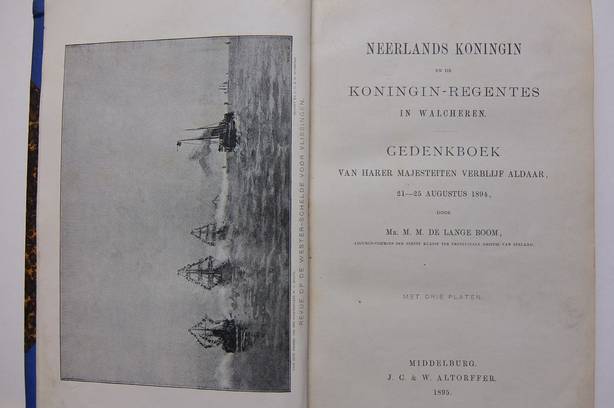 REVUE OP DE WESTER-SCHELDE VOOR VLISSINGEN.
NEERLANDS KONINGIN
EN DE
KONINGIN-REGENTES
IN WALCHEREN.
GEDENKBOEK
VAN HARER MAJESTEITEN VERBLIJF ALDAAR,
21—25 AUGUSTUS 1894,
DOOR
MR. M. M. DE LANGE BOOM,
MET DRIE PLATEN.
MIDDELBURG.
J. C. & W. ALTORFFER.
1895.